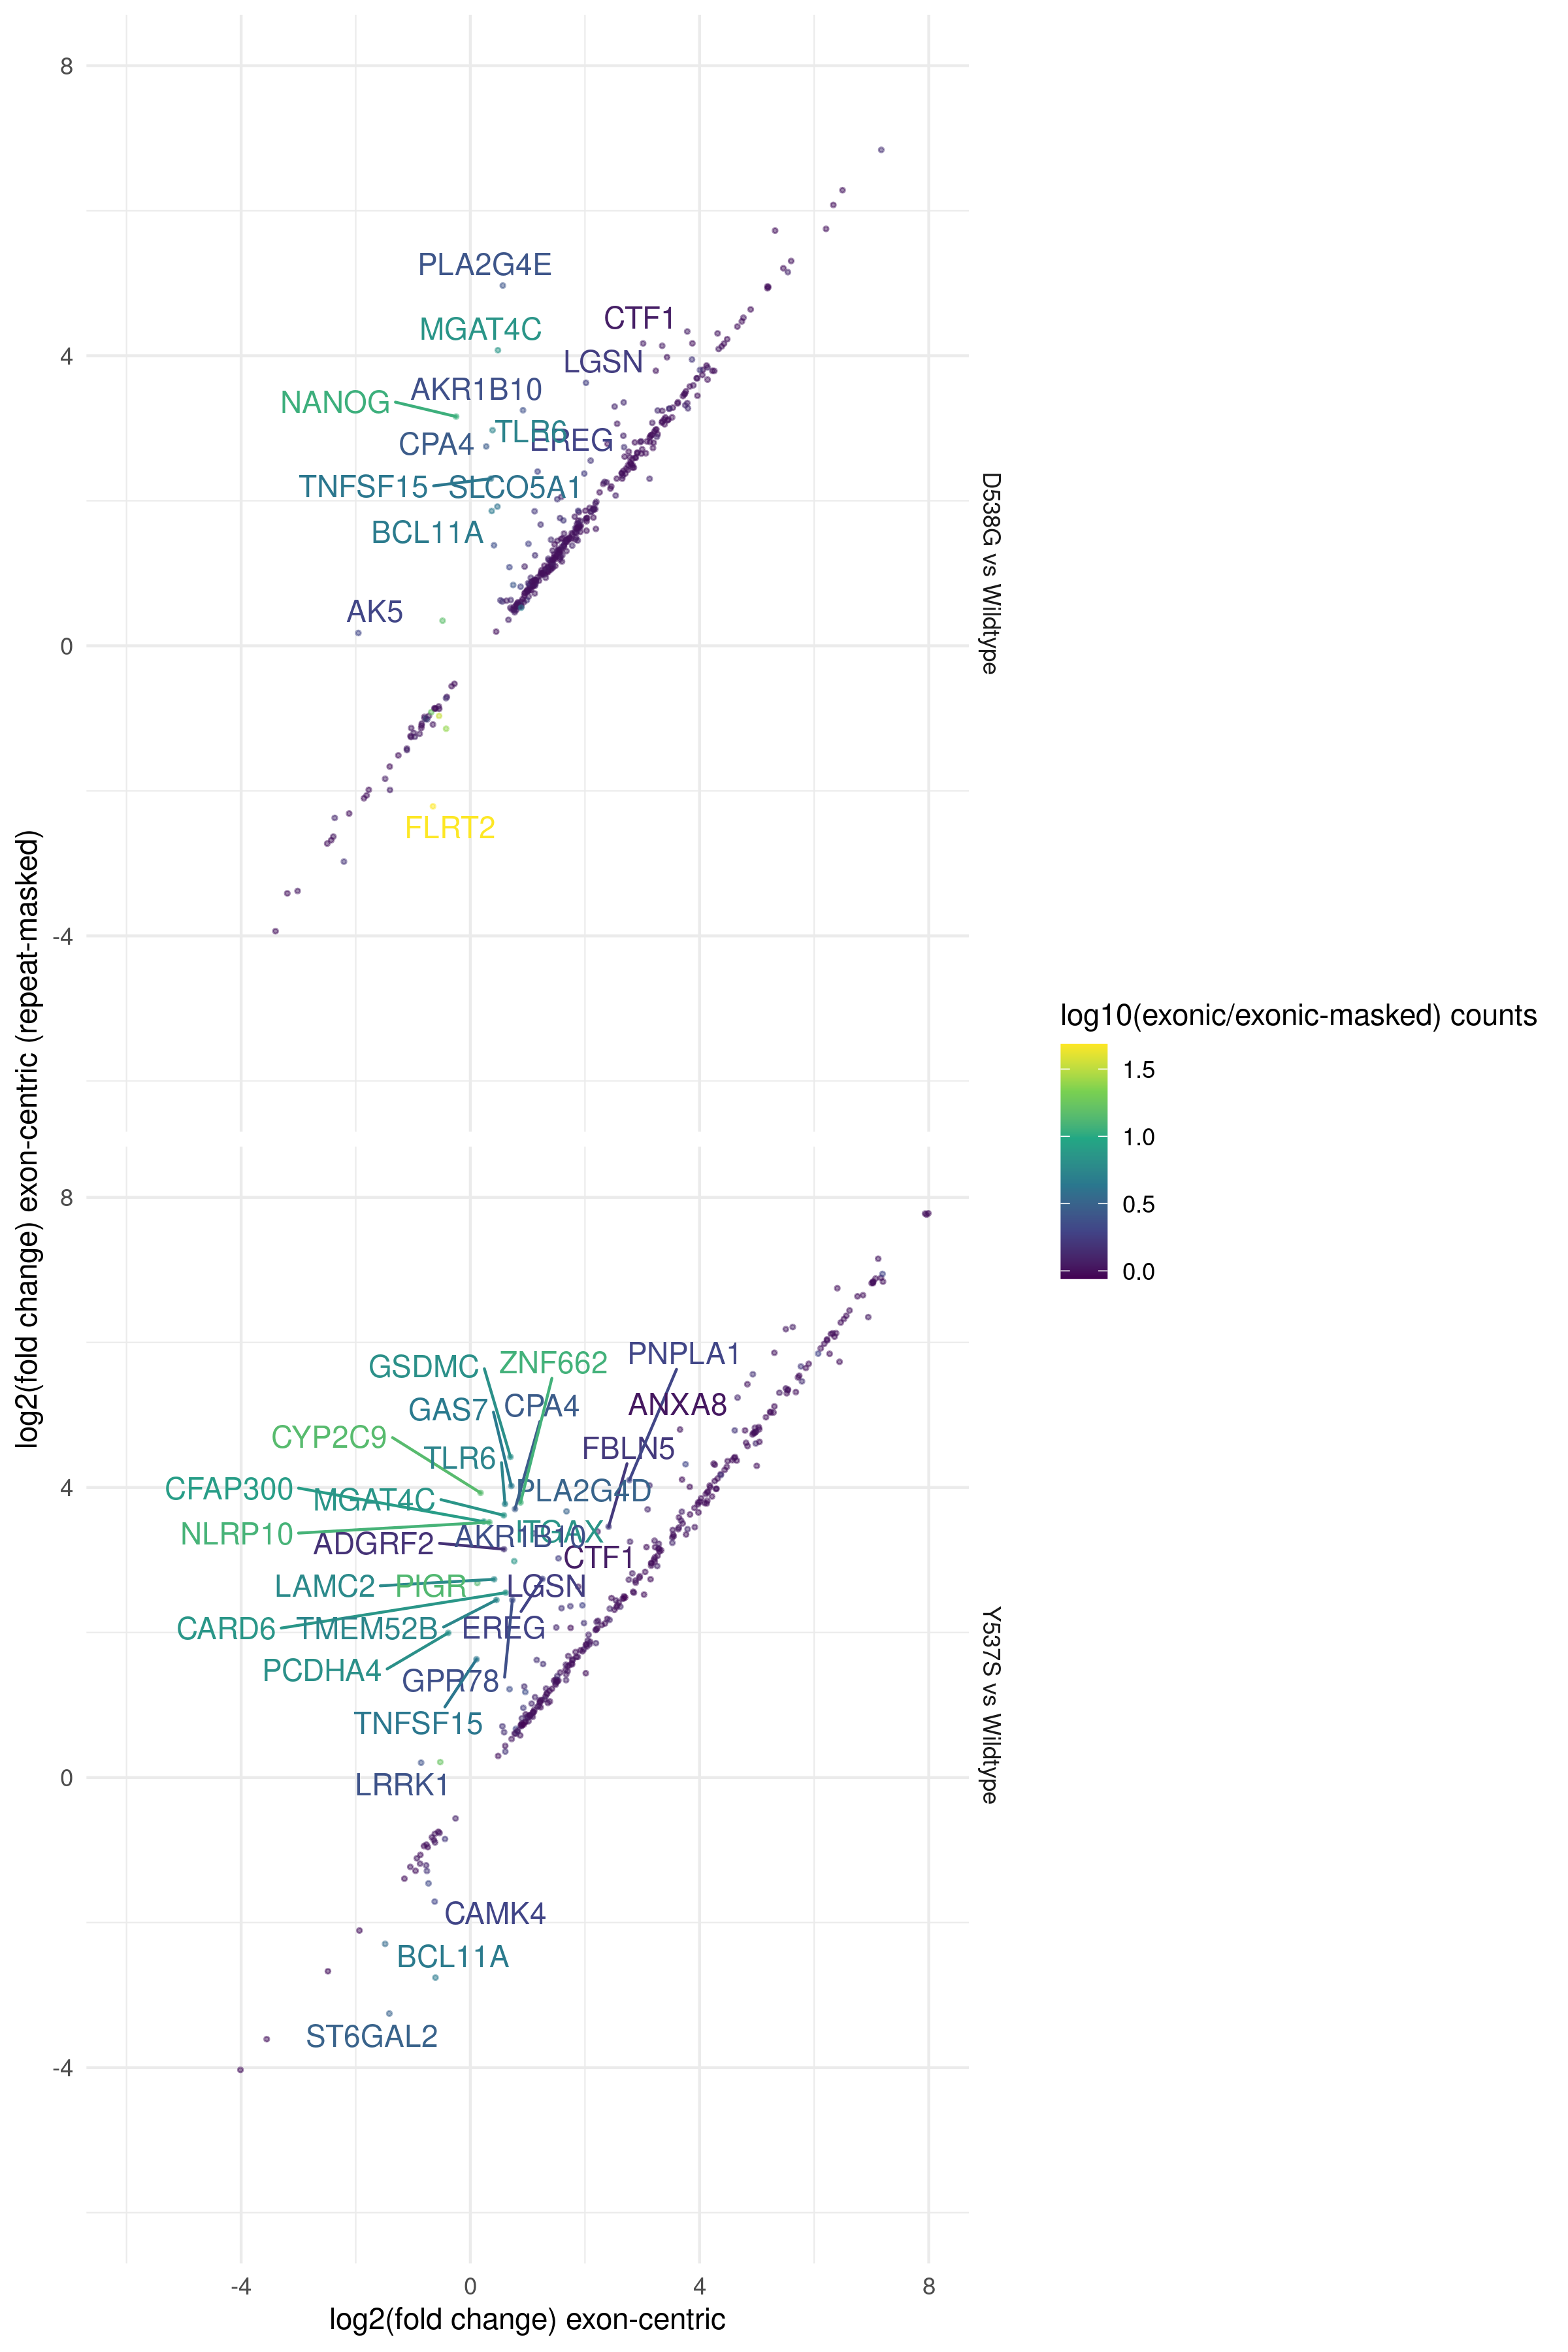 8
PLA2G4E
CTF1
MGAT4C
4
LGSN
AKR1B10
NANOG
TLR6
EREG
CPA4
TNFSF15
SLCO5A1
BCL11A
D538G vs Wildtype
AK5
0
FLRT2
-4
log2(fold change) exon-centric (repeat-masked)
log10(exonic/exonic-masked) counts
1.5
1.0
0.5
0.0
8
PNPLA1
GSDMC
ZNF662
CPA4
ANXA8
GAS7
CYP2C9
FBLN5
TLR6
CFAP300
4
PLA2G4D
MGAT4C
NLRP10
ITGAX
AKR1B10
ADGRF2
CTF1
LAMC2
PIGR
LGSN
CARD6
TMEM52B
EREG
PCDHA4
GPR78
TNFSF15
Y537S vs Wildtype
0
LRRK1
CAMK4
BCL11A
ST6GAL2
-4
-4
0
4
8
log2(fold change) exon-centric